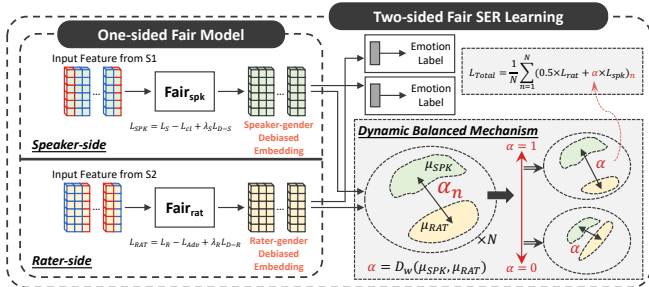 Two-sided Fair SER Learning
One-sided Fair Model
Input Feature from S1
...
...
Fair_spk
L_SPK = L_S − L_cl + λ_S L_D−S
Speaker-gender
Debiased
Embedding
Speaker-side
Input Feature from S2
...
...
Fair_rat
L_RAT = L_R − L_Adv + λ_R L_D−R
Rater-gender
Debiased
Embedding
Rater-side
Emotion
Label
Emotion
Label
L_Total = 1/N ∑_{n=1}^{N} (0.5×L_rat + α×L_spk)_n
Dynamic Balanced Mechanism
μ_SPK
α_n
μ_RAT
×N
α = D_w(μ_SPK, μ_RAT)
α = 1
α = 0
α
α